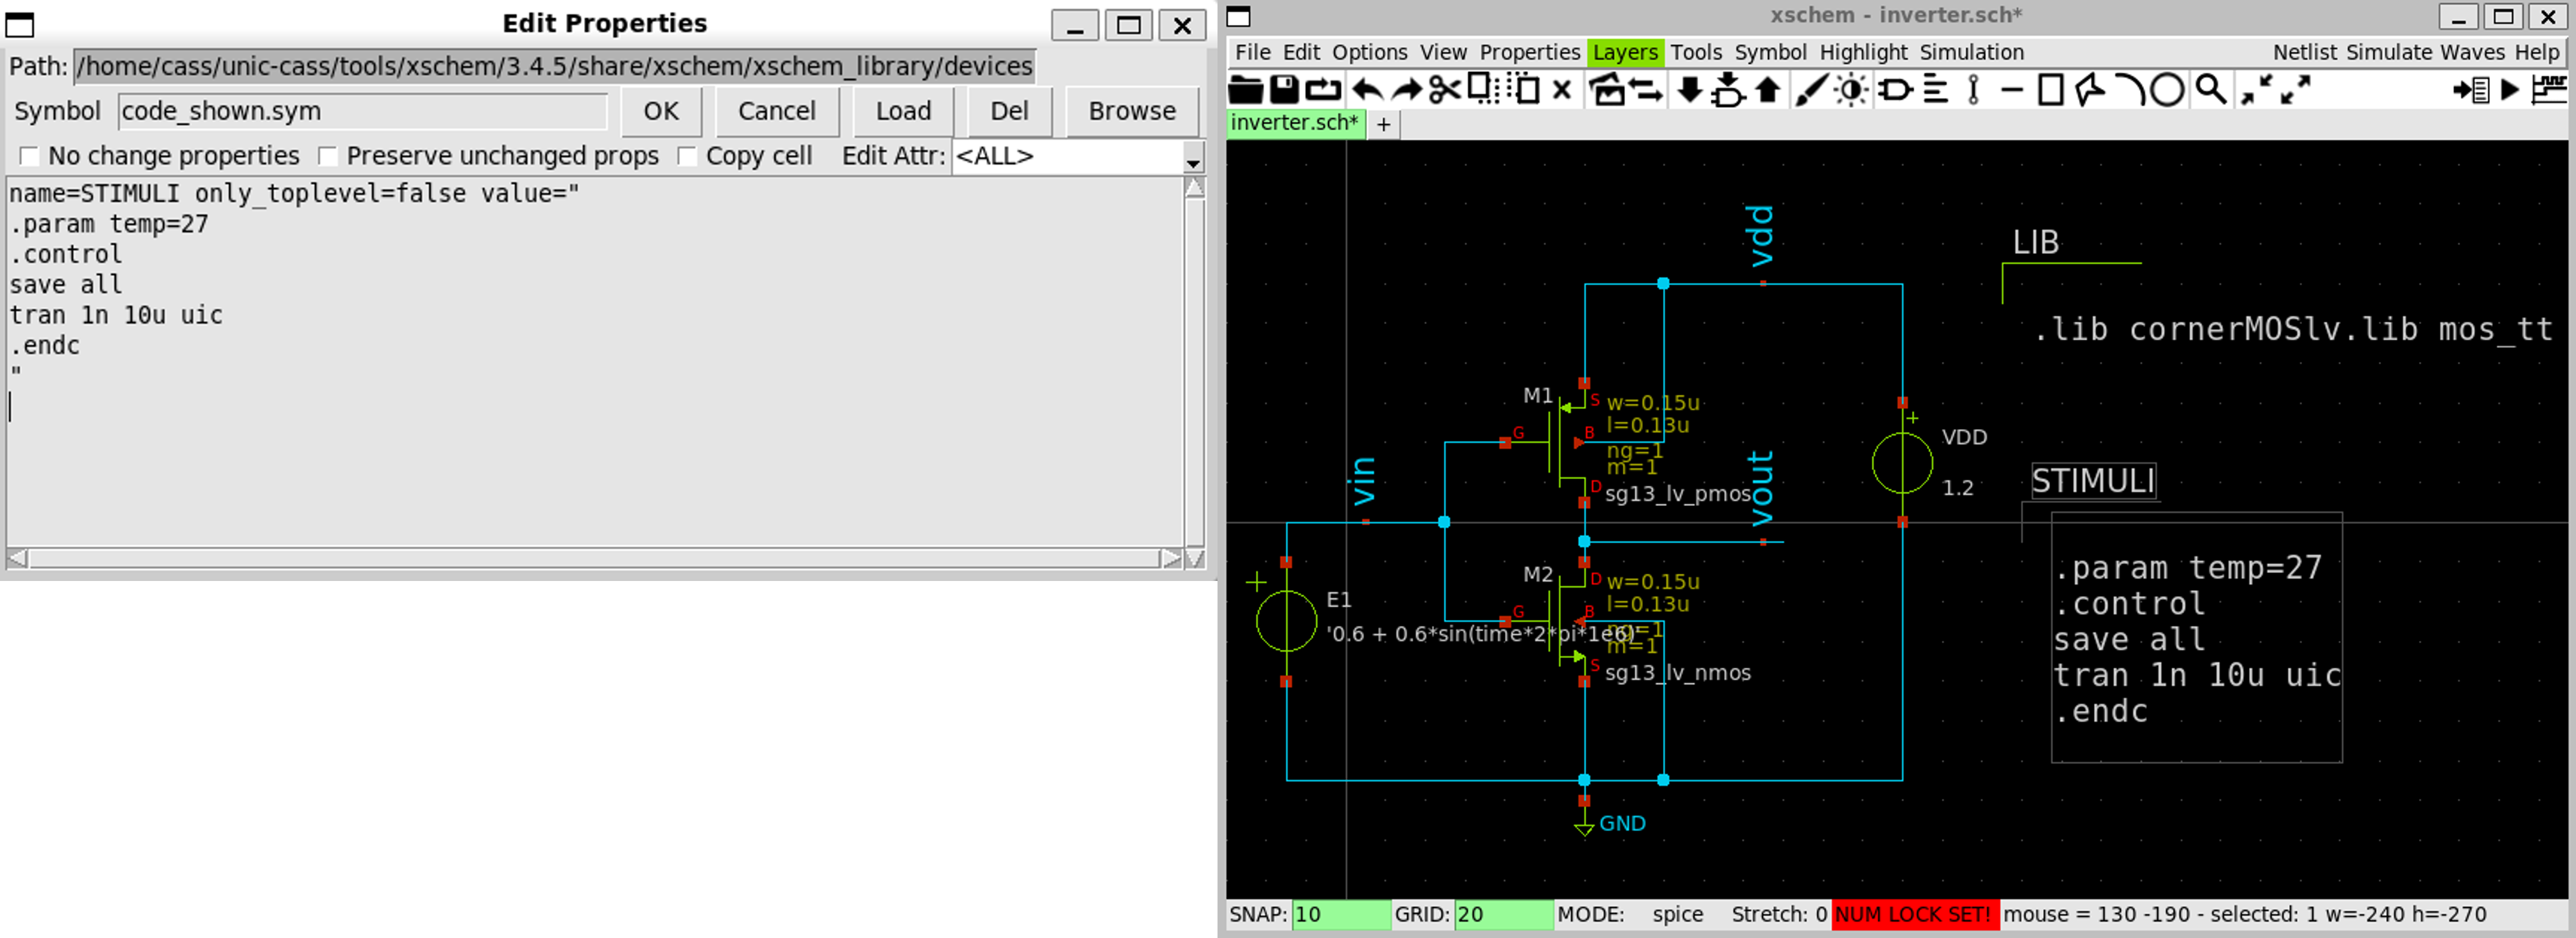 Edit Properties
Path: /home/cass/unic-cass/tools/xschem/3.4.5/share/xschem/xschem_library/devices
Symbol code_shown.sym OK Cancel Load Del Browse
No change properties Preserve unchanged props Copy cell Edit Attr: <ALL>
name=STIMULI only_toplevel=false value="
.param temp=27
.control
save all
tran 1n 10u uic
.endc
"
xschem - inverter.sch*
File Edit Options View Properties Layers Tools Symbol Highlight Simulation Netlist Simulate Waves Help
inverter.sch* +
vdd
LIB
.lib cornerMOSlv.lib mos_tt
M1
S
w=0.15u
l=0.13u
G
B
ng=1
m=1
D
sg13_lv_pmos
vin
vout
+
VDD
1.2
STIMULI
.param temp=27
.control
save all
tran 1n 10u uic
.endc
M2
D
w=0.15u
l=0.13u
G
B
ng=1
m=1
S
sg13_lv_nmos
+
E1
'0.6 + 0.6*sin(time*2*pi*1e6)'
GND
SNAP: 10 GRID: 20 MODE: spice Stretch: 0 NUM LOCK SET! mouse = 130 -190 - selected: 1 w=-240 h=-270